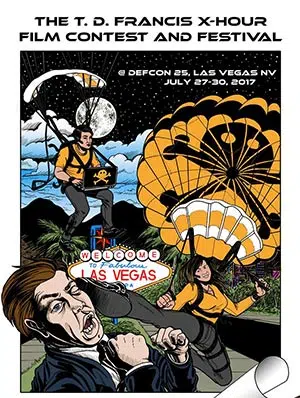 THE T. D. FRANCIS X-HOUR
FILM CONTEST AND FESTIVAL
@ DEFCON 25, LAS VEGAS NV
JULY 27-30, 2017
WELCOME
TO Fabulous
LAS VEGAS